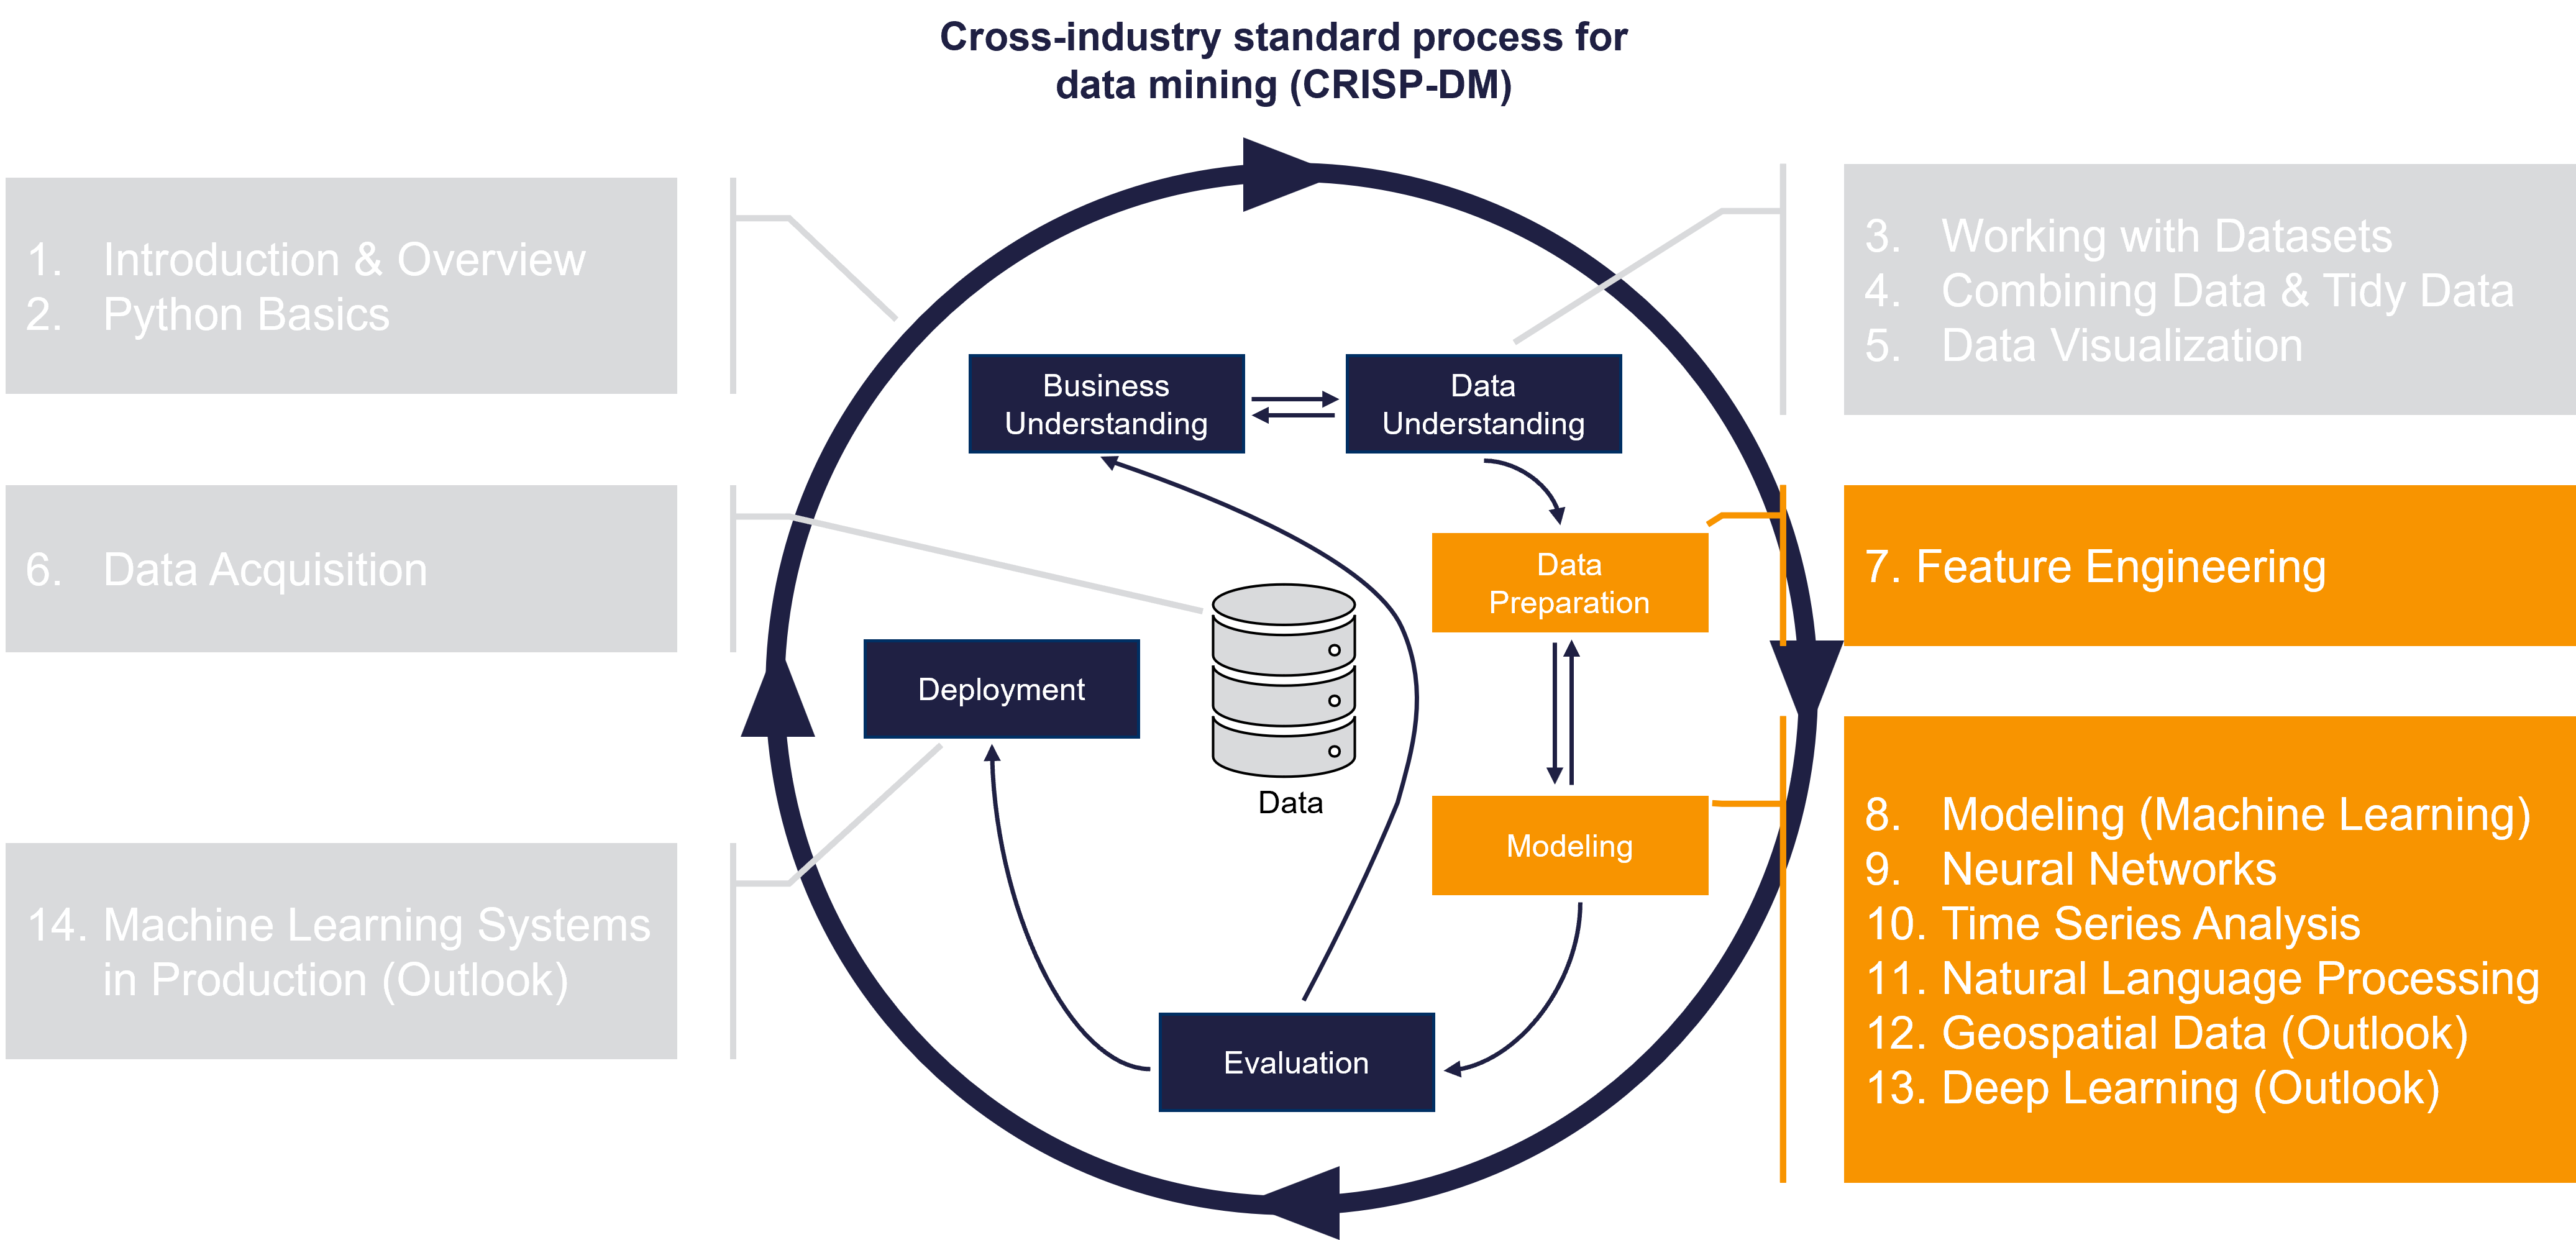 Cross-industry standard process for
data mining (CRISP-DM)
1. Introduction & Overview
2. Python Basics
3. Working with Datasets
4. Combining Data & Tidy Data
5. Data Visualization
Business
Understanding
Data
Understanding
6. Data Acquisition
Data
Preparation
7. Feature Engineering
Deployment
Data
Modeling
8. Modeling (Machine Learning)
9. Neural Networks
10. Time Series Analysis
11. Natural Language Processing
12. Geospatial Data (Outlook)
13. Deep Learning (Outlook)
14. Machine Learning Systems
in Production (Outlook)
Evaluation